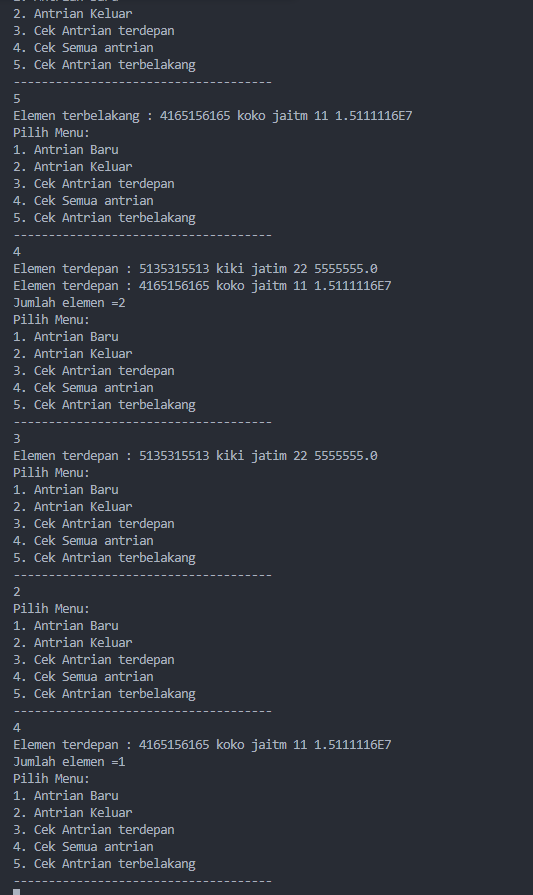 1. Antrian Baru
2. Antrian Keluar
3. Cek Antrian terdepan
4. Cek Semua antrian
5. Cek Antrian terbelakang
-------------------------------------
5
Elemen terbelakang : 4165156165 koko jaitm 11 1.5111116E7
Pilih Menu:
1. Antrian Baru
2. Antrian Keluar
3. Cek Antrian terdepan
4. Cek Semua antrian
5. Cek Antrian terbelakang
-------------------------------------
4
Elemen terdepan : 5135315513 kiki jatim 22 5555555.0
Elemen terdepan : 4165156165 koko jaitm 11 1.5111116E7
Jumlah elemen =2
Pilih Menu:
1. Antrian Baru
2. Antrian Keluar
3. Cek Antrian terdepan
4. Cek Semua antrian
5. Cek Antrian terbelakang
-------------------------------------
3
Elemen terdepan : 5135315513 kiki jatim 22 5555555.0
Pilih Menu:
1. Antrian Baru
2. Antrian Keluar
3. Cek Antrian terdepan
4. Cek Semua antrian
5. Cek Antrian terbelakang
-------------------------------------
2
Pilih Menu:
1. Antrian Baru
2. Antrian Keluar
3. Cek Antrian terdepan
4. Cek Semua antrian
5. Cek Antrian terbelakang
-------------------------------------
4
Elemen terdepan : 4165156165 koko jaitm 11 1.5111116E7
Jumlah elemen =1
Pilih Menu:
1. Antrian Baru
2. Antrian Keluar
3. Cek Antrian terdepan
4. Cek Semua antrian
5. Cek Antrian terbelakang
-------------------------------------